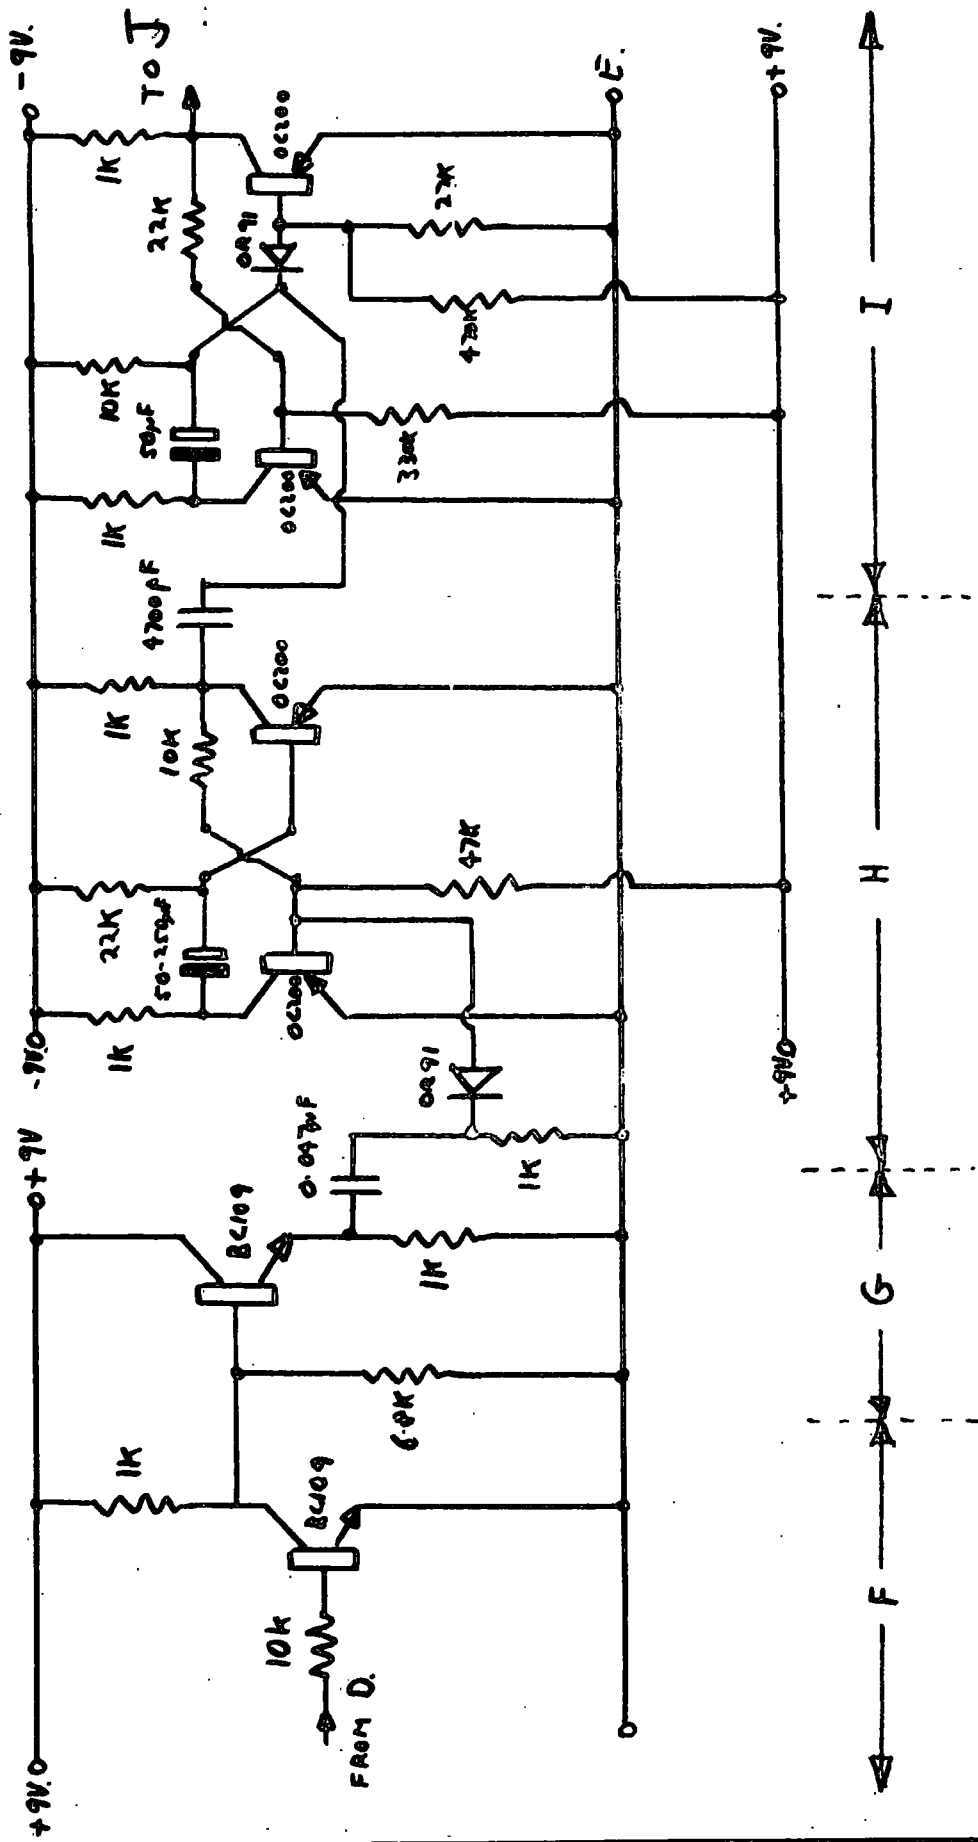 +9V.
0+9V
-9V.
-9V.
1K
1K
22K
1K
1K
10K
1K
50-250µF
10K
4700pF
50µF
22K
TO J
BC109
BC109
OC200
OC200
OC200
OC200
OA91
OA91
10K
FROM D.
6.8K
1K
0.047µF
1K
47K
330K
470K
27K
E.
+9V.
+9V.
F
G
H
I